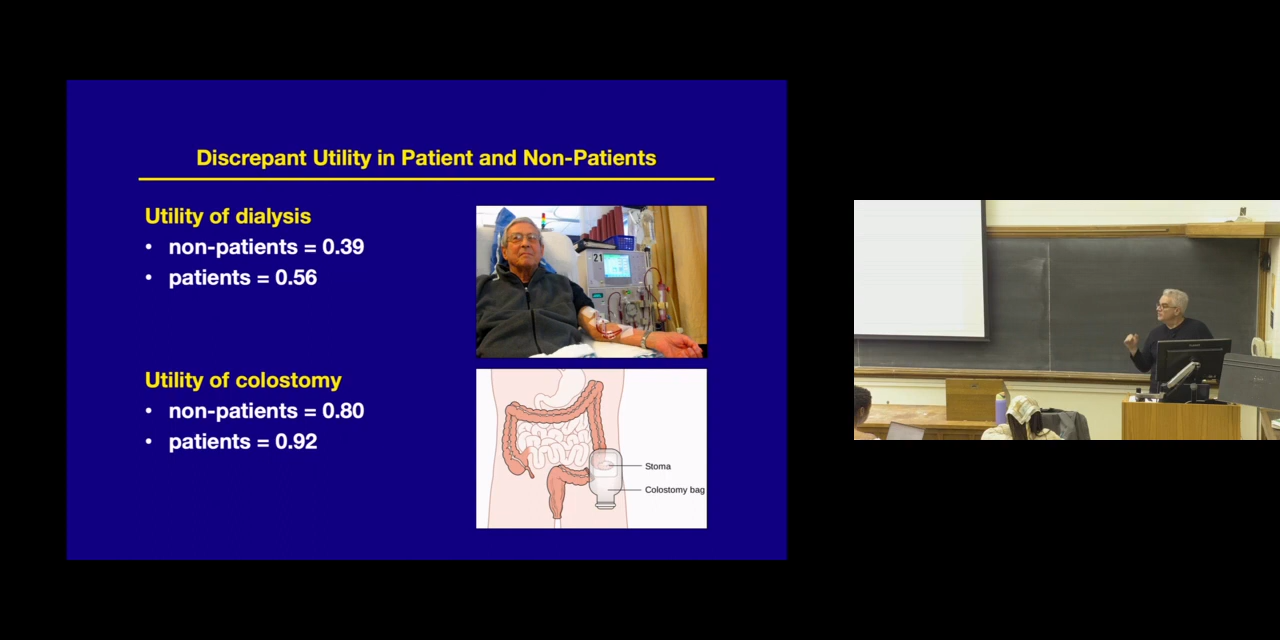 Discrepant Utility in Patient and Non-Patients
Utility of dialysis
• non-patients = 0.39
• patients = 0.56
21
Utility of colostomy
• non-patients = 0.80
• patients = 0.92
Stoma
Colostomy bag